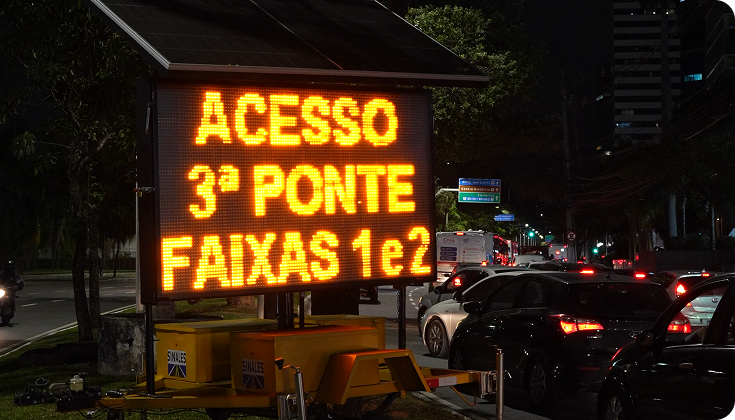 ACESSO
3ª PONTE
FAIXAS 1 e 2
SINALES
SINALES